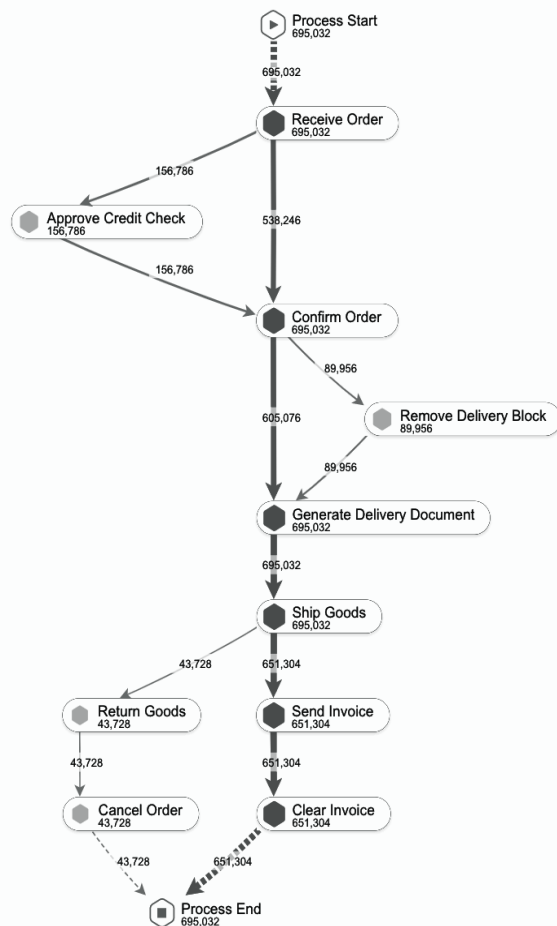 Process Start
695,032
695,032
Receive Order
695,032
156,786
Approve Credit Check
156,786
538,246
156,786
Confirm Order
695,032
89,956
605,076
Remove Delivery Block
89,956
89,956
Generate Delivery Document
695,032
695,032
Ship Goods
695,032
43,728
651,304
Return Goods
43,728
Send Invoice
651,304
43,728
651,304
Cancel Order
43,728
Clear Invoice
651,304
43,728
651,304
Process End
695,032